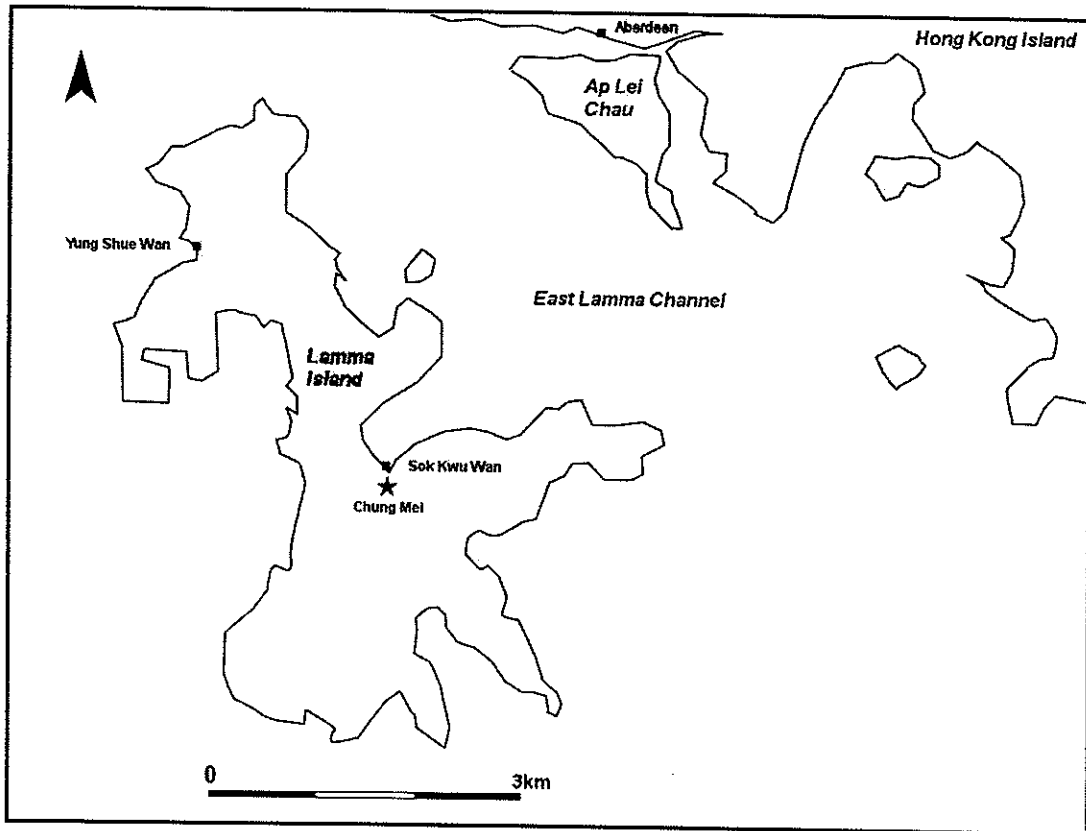 Aberdeen
Hong Kong Island
Ap Lei
Chau
Yung Shue Wan
East Lamma Channel
Lamma
Island
Sok Kwu Wan
Chung Mei
0
3km